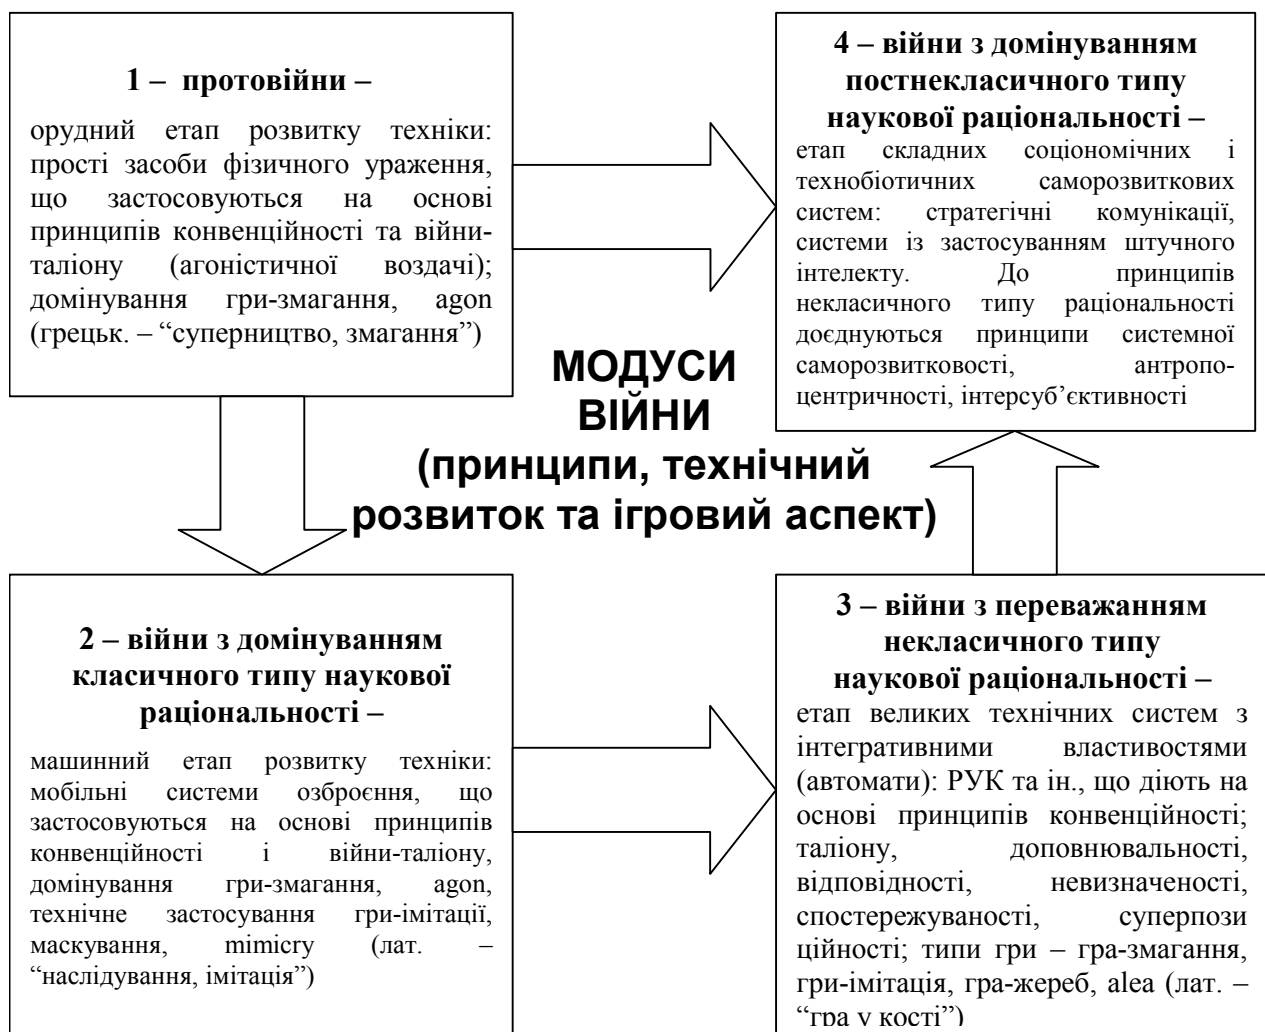 1 – протовійни –
орудний етап розвитку техніки:
прості засоби фізичного ураження,
що застосовуються на основі
принципів конвенційності та війни-
таліону (агоністичної воздачі);
домінування гри-змагання, agon
(грецьк. – “суперництво, змагання”)
4 – війни з домінуванням
постнекласичного типу
наукової раціональності –
етап складних соціономічних і
технобіотичних саморозвиткових
систем: стратегічні комунікації,
системи із застосуванням штучного
інтелекту. До принципів
некласичного типу раціональності
доєднуються принципи системної
саморозвитковості, антропо-
центричності, інтерсуб’єктивності
МОДУСИ
ВІЙНИ
(принципи, технічний
розвиток та ігровий аспект)
2 – війни з домінуванням
класичного типу наукової
раціональності –
машинний етап розвитку техніки:
мобільні системи озброєння, що
застосовуються на основі принципів
конвенційності і війни-таліону,
домінування гри-змагання, agon,
технічне застосування гри-імітації,
маскування, mimicry (лат. –
“наслідування, імітація”)
3 – війни з переважанням
некласичного типу
наукової раціональності –
етап великих технічних систем з
інтегративними властивостями
(автомати): РУК та ін., що діють на
основі принципів конвенційності;
таліону, доповнювальності,
відповідності, невизначеності,
спостережуваності, суперпози
ційності; типи гри – гра-змагання,
гри-імітація, гра-жереб, alea (лат. –
“гра у кості”)